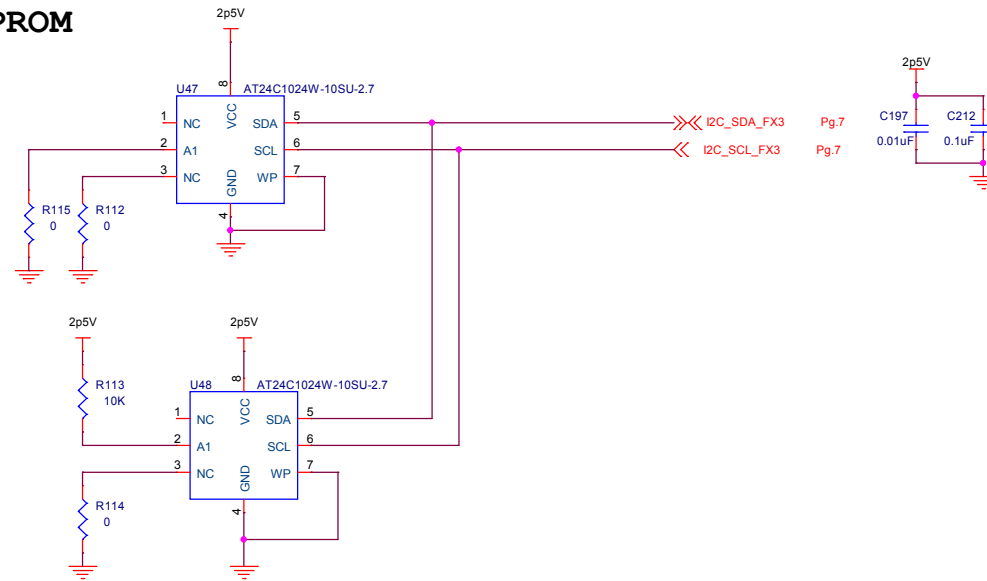 PROM
2p5V
U47 AT24C1024W-10SU-2.7
8
VCC
1 NC SDA 5
2 A1 SCL 6
3 NC WP 7
GND
4
I2C_SDA_FX3 Pg.7
I2C_SCL_FX3 Pg.7
2p5V
C197 C212
0.01uF 0.1uF
R115 R112
0 0
2p5V 2p5V
R113
10K
U48 AT24C1024W-10SU-2.7
8
VCC
1 NC SDA 5
2 A1 SCL 6
3 NC WP 7
GND
4
R114
0